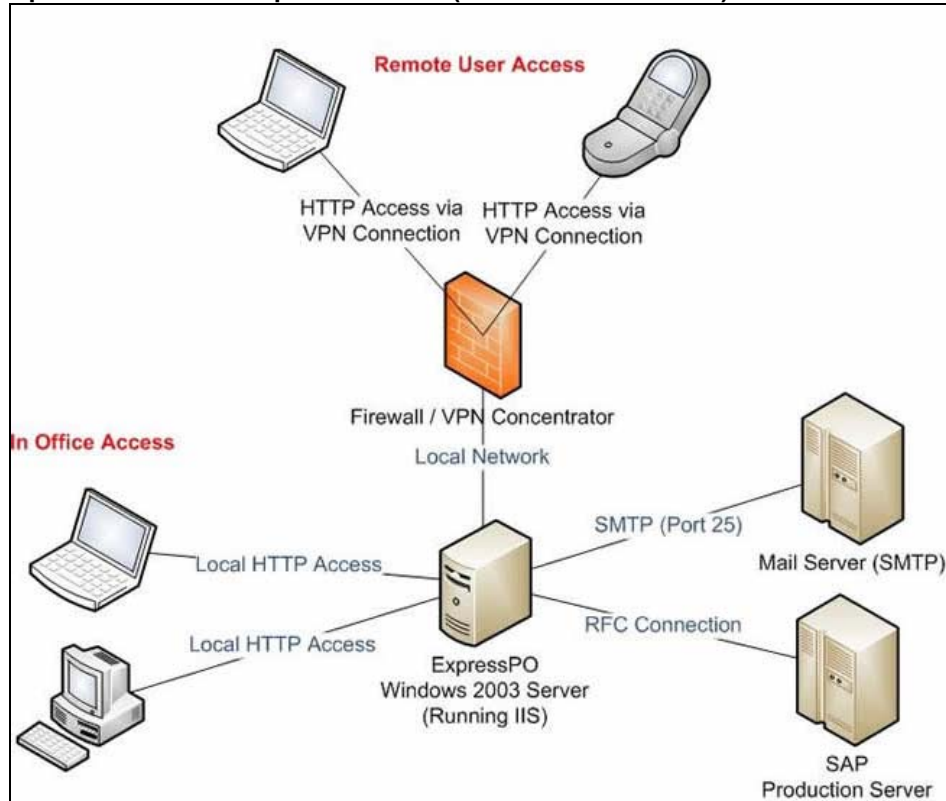 Remote User Access
HTTP Access via
VPN Connection
HTTP Access via
VPN Connection
Firewall / VPN Concentrator
In Office Access
Local Network
SMTP (Port 25)
Mail Server (SMTP)
Local HTTP Access
RFC Connection
Local HTTP Access
ExpressPO
Windows 2003 Server
(Running IIS)
SAP
Production Server